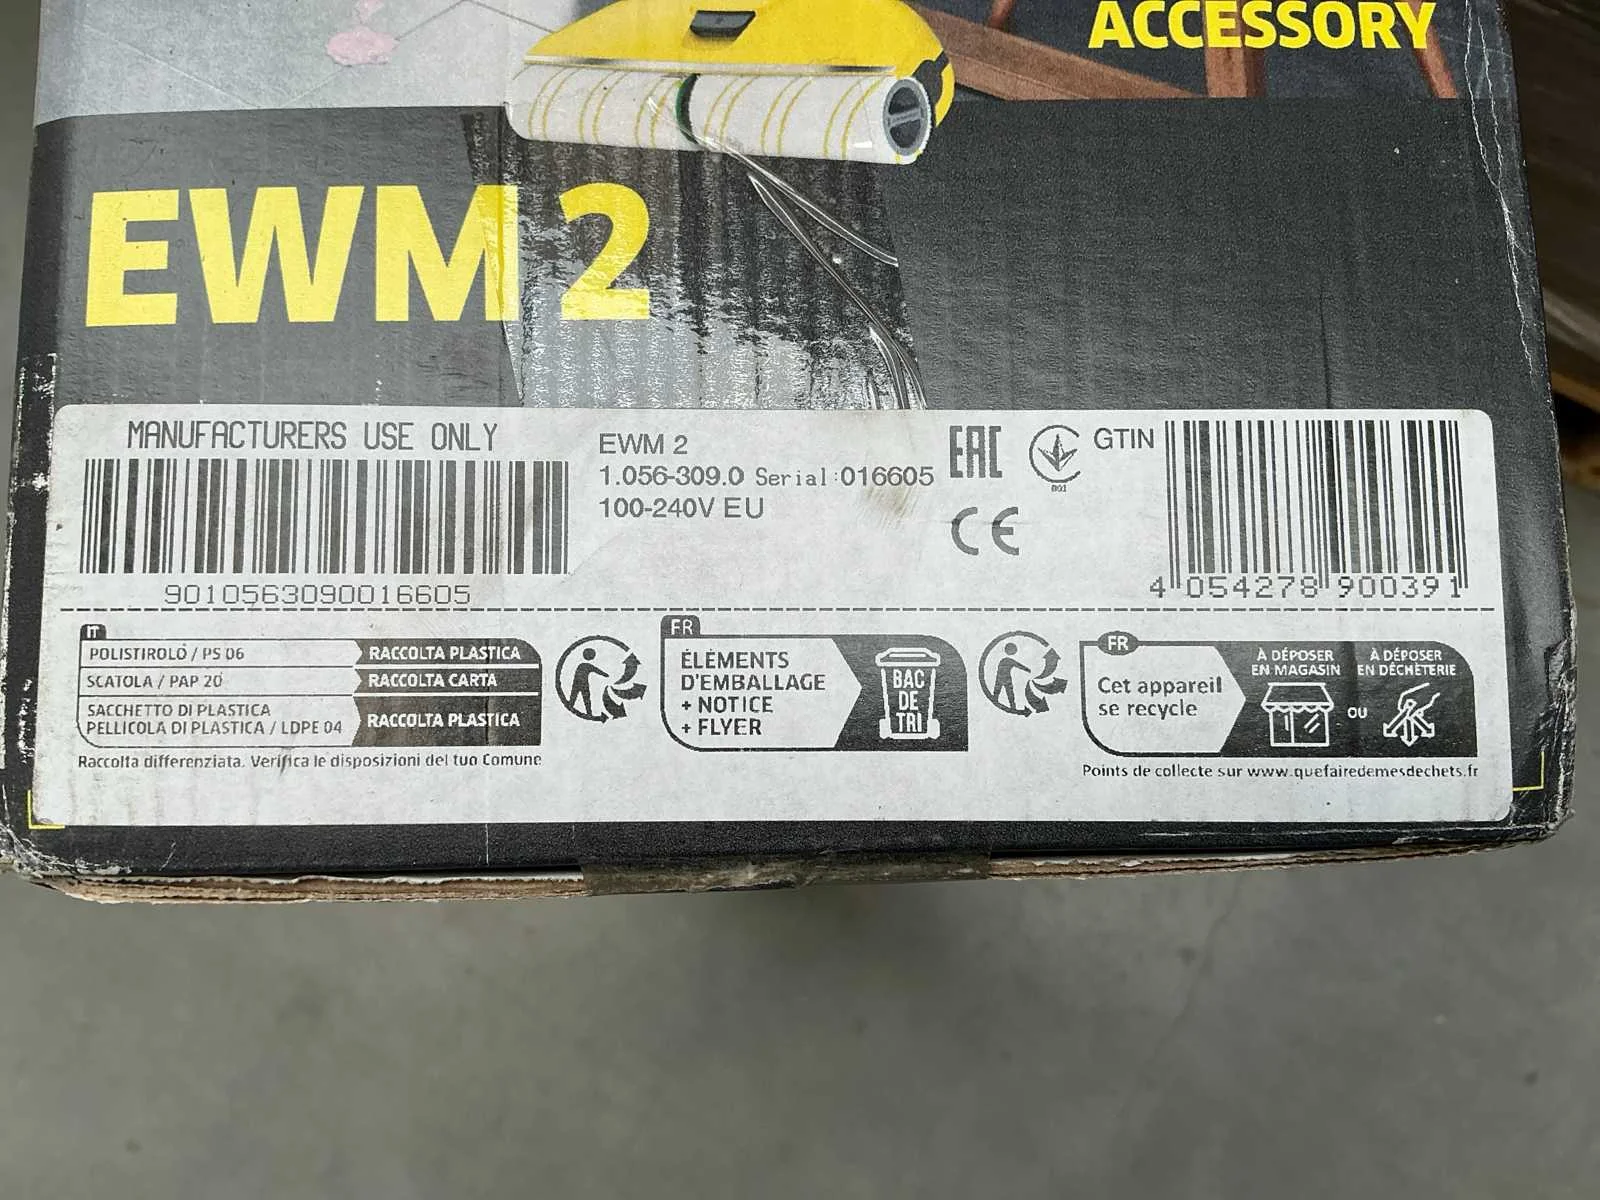 ACCESSORY
EWM 2
MANUFACTURERS USE ONLY
9010563090016605
EWM 2
1.056-309.0 Serial:016605
100-240V EU
EAC
001
CE
GTIN
4 054278 900391
IT
POLISTIROLO / PS 06
RACCOLTA PLASTICA
SCATOLA / PAP 20
RACCOLTA CARTA
SACCHETTO DI PLASTICA
PELLICOLA DI PLASTICA / LDPE 04
RACCOLTA PLASTICA
Raccolta differenziata. Verifica le disposizioni del tuo Comune
FR
ÉLÉMENTS
D'EMBALLAGE
+ NOTICE
+ FLYER
BAC
DE
TRI
FR
Cet appareil
se recycle
À DÉPOSER
EN MAGASIN
OU
À DÉPOSER
EN DÉCHÈTERIE
Points de collecte sur www.quefairedemesdechets.fr